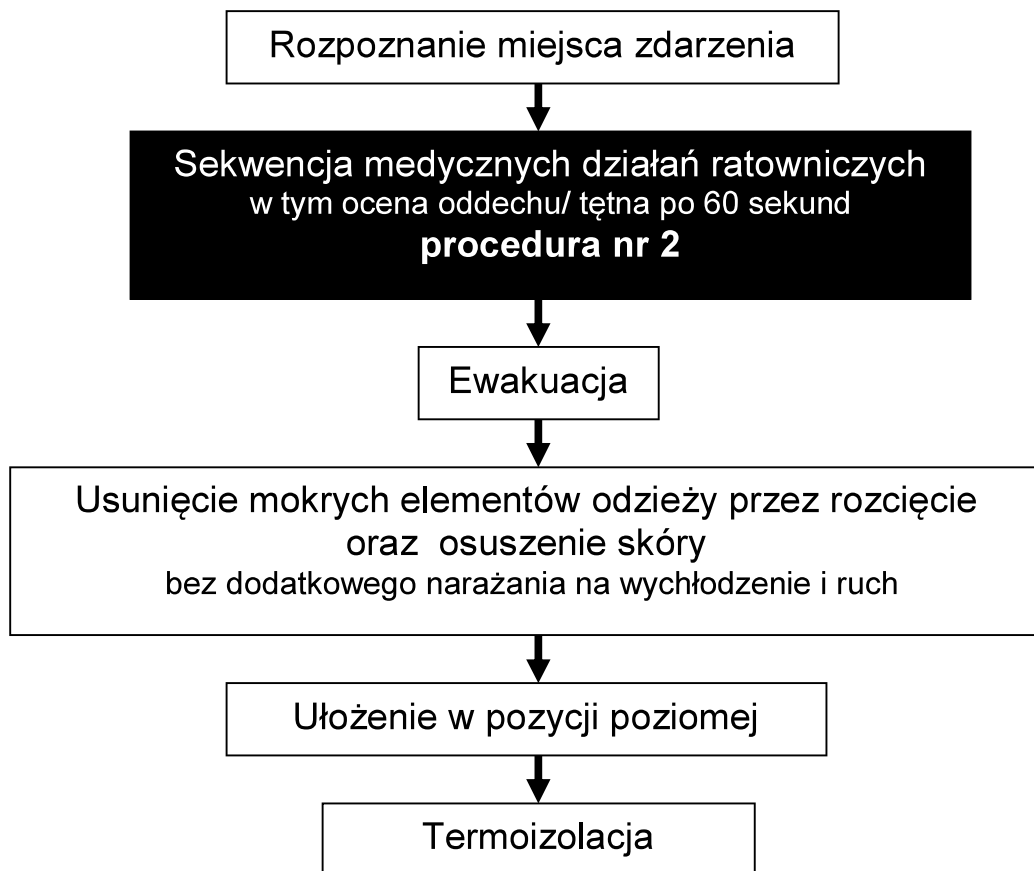 Rozpoznanie miejsca zdarzenia
Sekwencja medycznych działań ratowniczych
w tym ocena oddechu/ tętna po 60 sekund
procedura nr 2
Ewakuacja
Usunięcie mokrych elementów odzieży przez rozcięcie
oraz osuszenie skóry
bez dodatkowego narażania na wychłodzenie i ruch
Ułożenie w pozycji poziomej
Termoizolacja